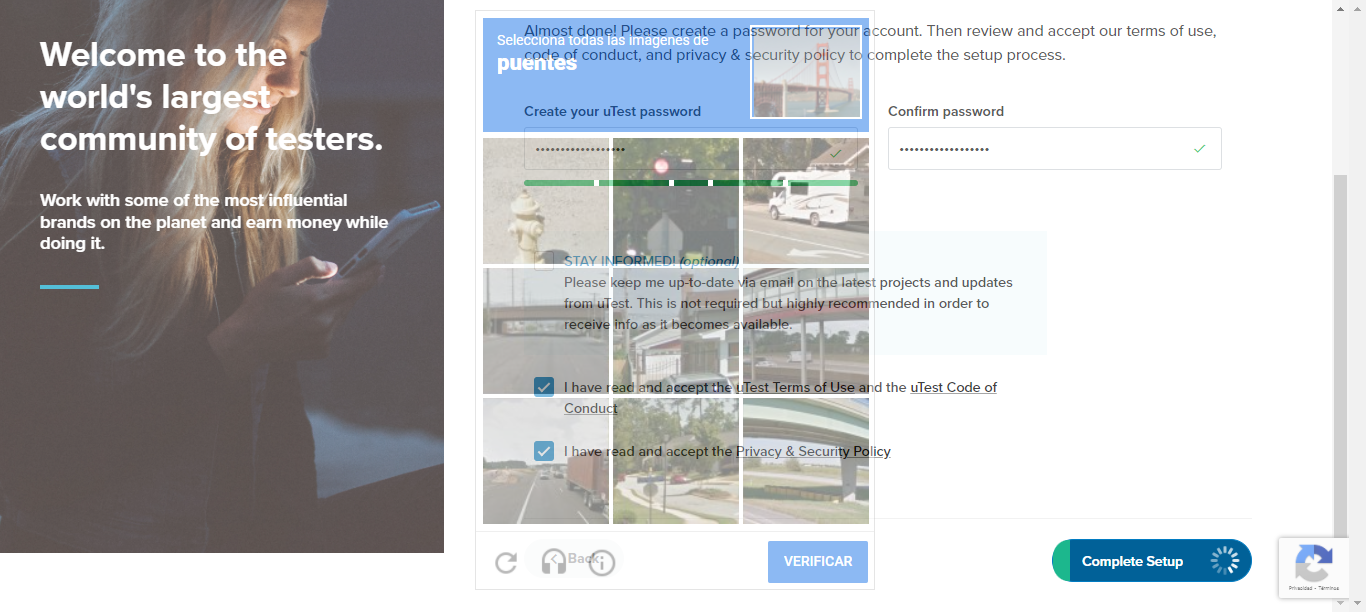 Welcome to the
world's largest
community of testers.
Work with some of the most influential
brands on the planet and earn money while
doing it.
Almost done! Please create a password for your account. Then review and accept our terms of use,
code of conduct, and privacy & security policy to complete the setup process.
Selecciona todas las imágenes de
puentes
Create your uTest password
Confirm password
••••••••••••••••••
••••••••••••••••••
STAY INFORMED! (optional)
Please keep me up-to-date via email on the latest projects and updates
from uTest. This is not required but highly recommended in order to
receive info as it becomes available.
I have read and accept the uTest Terms of Use and the uTest Code of
Conduct
I have read and accept the Privacy & Security Policy
Back
VERIFICAR
Complete Setup
Privacidad - Términos